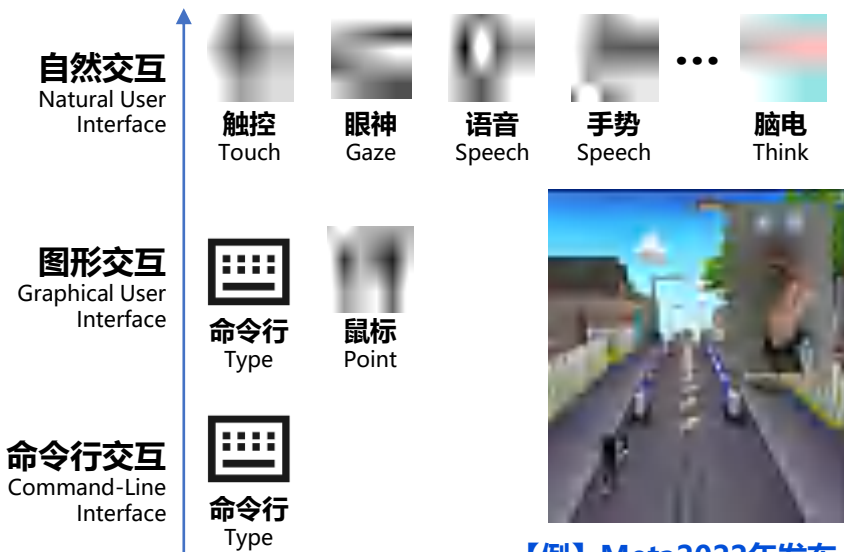 自然交互
Natural User
Interface
触控
Touch
眼神
Gaze
语音
Speech
手势
Speech
...
脑电
Think
图形交互
Graphical User
Interface
命令行
Type
鼠标
Point
命令行交互
Command-Line
Interface
命令行
Type